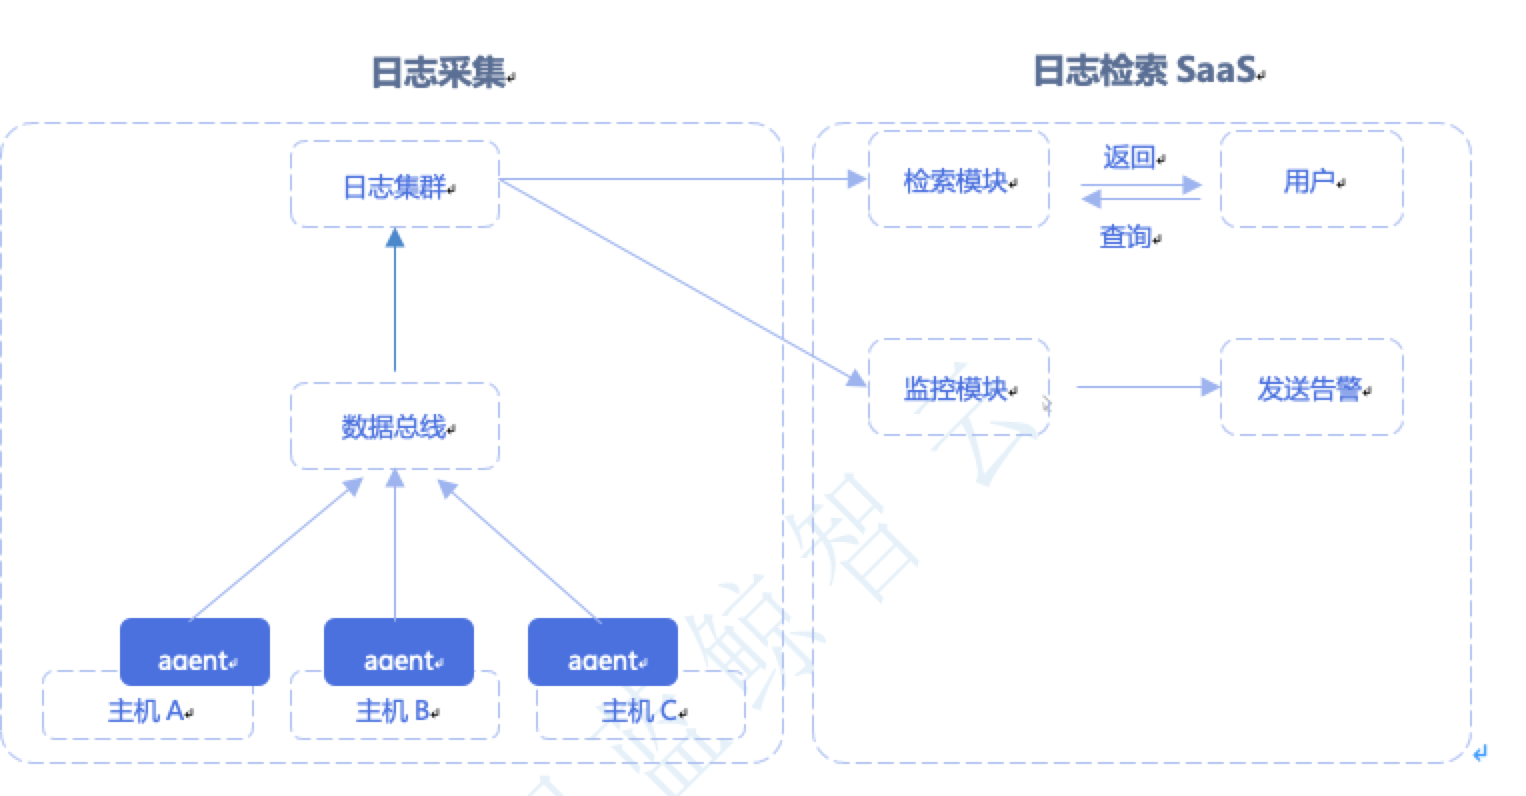 日志采集
日志检索 SaaS
日志集群
检索模块
返回
查询
用户
监控模块
发送告警
数据总线
agent
agent
agent
主机 A
主机 B
主机 C
蓝鲸智云